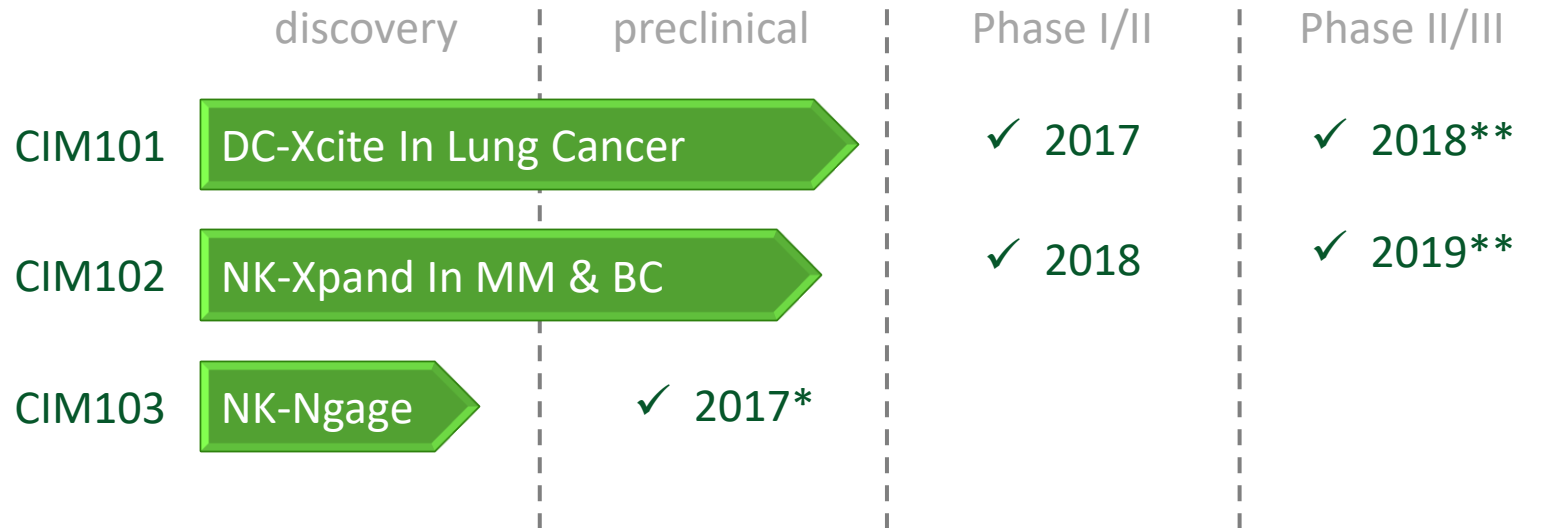 discovery preclinical Phase I/II Phase II/III
CIM101 DC-Xcite In Lung Cancer ✓ 2017 ✓ 2018**
CIM102 NK-Xpand In MM & BC ✓ 2018 ✓ 2019**
CIM103 NK-Ngage ✓ 2017*